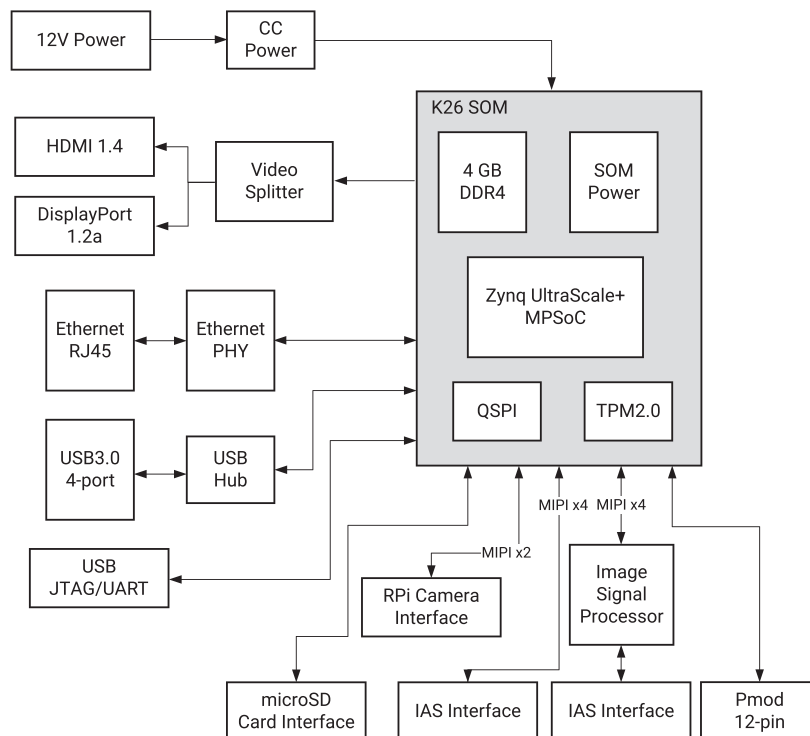 12V Power
CC
Power
K26 SOM
HDMI 1.4
Video
Splitter
4 GB
DDR4
SOM
Power
DisplayPort
1.2a
Zynq UltraScale+
MPSoC
Ethernet
RJ45
Ethernet
PHY
QSPI
TPM2.0
USB3.0
4-port
USB
Hub
MIPI x4
MIPI x4
MIPI x2
USB
JTAG/UART
RPi Camera
Interface
Image
Signal
Processor
microSD
Card Interface
IAS Interface
IAS Interface
Pmod
12-pin